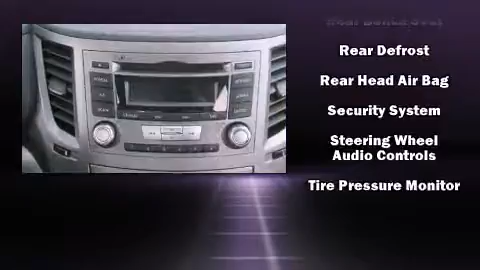 Rear Defrost
Rear Head Air Bag
Security System
Steering Wheel
Audio Controls
Tire Pressure Monitor